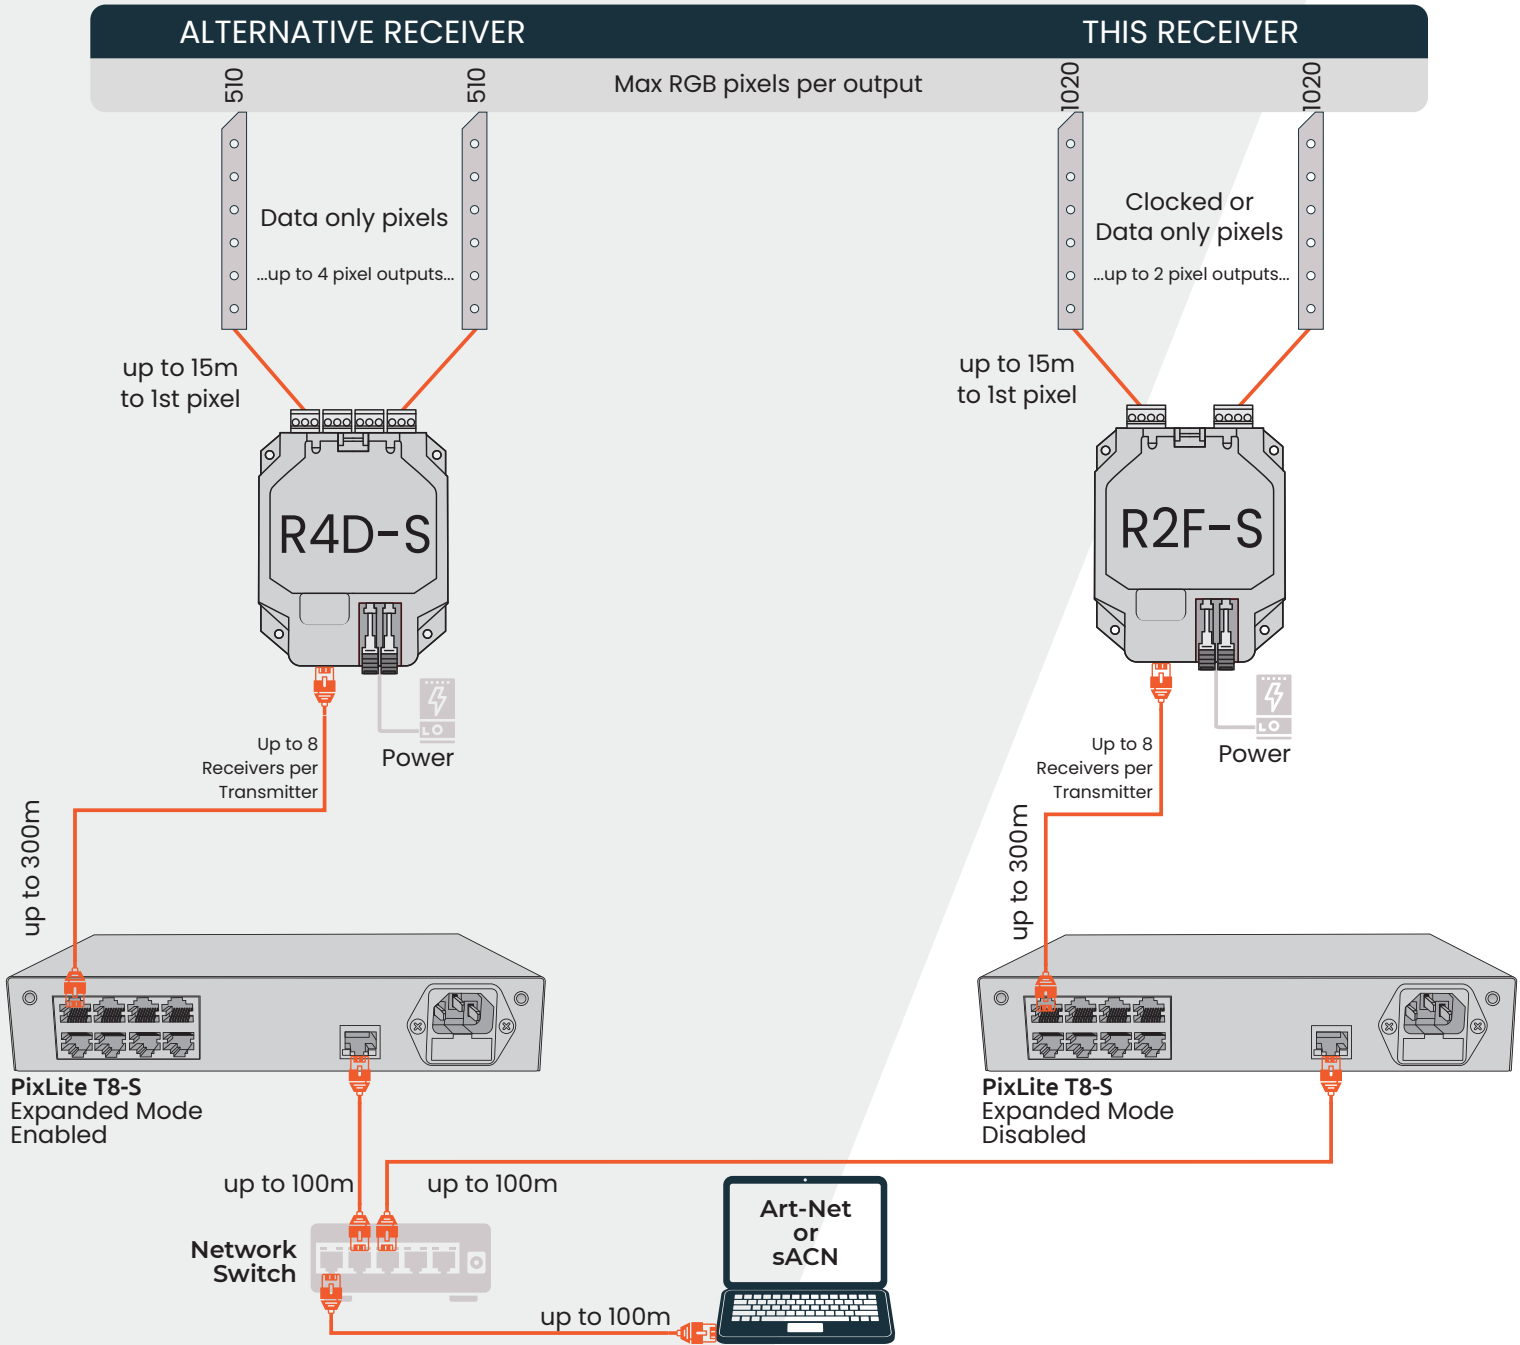 ALTERNATIVE RECEIVER
THIS RECEIVER
510
510
Max RGB pixels per output
1020
1020
Data only pixels
...up to 4 pixel outputs...
Clocked or
Data only pixels
...up to 2 pixel outputs...
up to 15m
to 1st pixel
up to 15m
to 1st pixel
R4D-S
R2F-S
LO
LO
Power
Power
Up to 8
Receivers per
Transmitter
Up to 8
Receivers per
Transmitter
up to 300m
up to 300m
PixLite T8-S
Expanded Mode
Enabled
PixLite T8-S
Expanded Mode
Disabled
up to 100m
up to 100m
Network
Switch
Art-Net
or
sACN
up to 100m